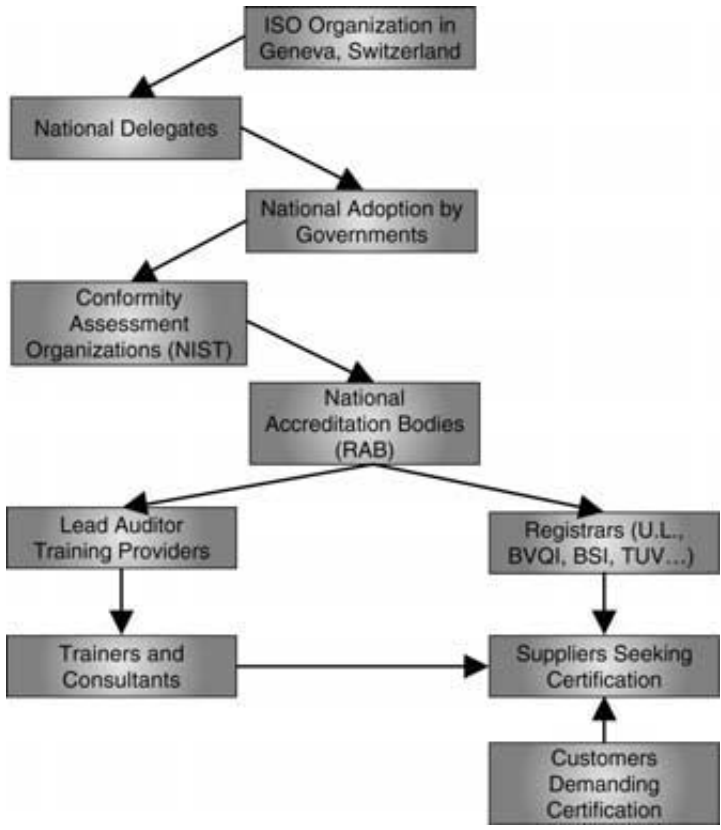 ISO Organization in
Geneva, Switzerland
National Delegates
National Adoption by
Governments
Conformity
Assessment
Organizations (NIST)
National
Accreditation Bodies
(RAB)
Lead Auditor
Training Providers
Registrars (U.L.,
BVQI, BSI, TUV...)
Trainers and
Consultants
Suppliers Seeking
Certification
Customers
Demanding
Certification